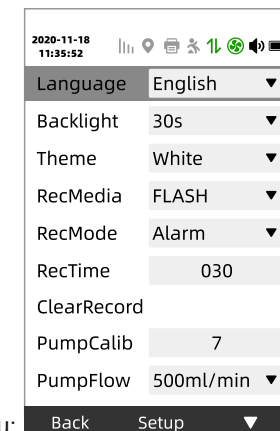 2020-11-18
11:35:52
Language English
Backlight 30s
Theme White
RecMedia FLASH
RecMode Alarm
RecTime 030
ClearRecord
PumpCalib 7
PumpFlow 500ml/min
Back Setup